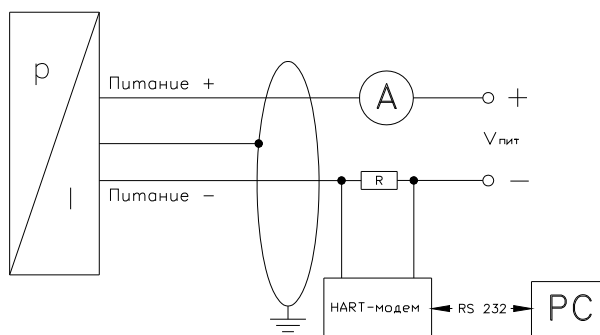 p
Питание +
A
+
Vпит
I
Питание −
R
−
HART-модем
RS 232
PC